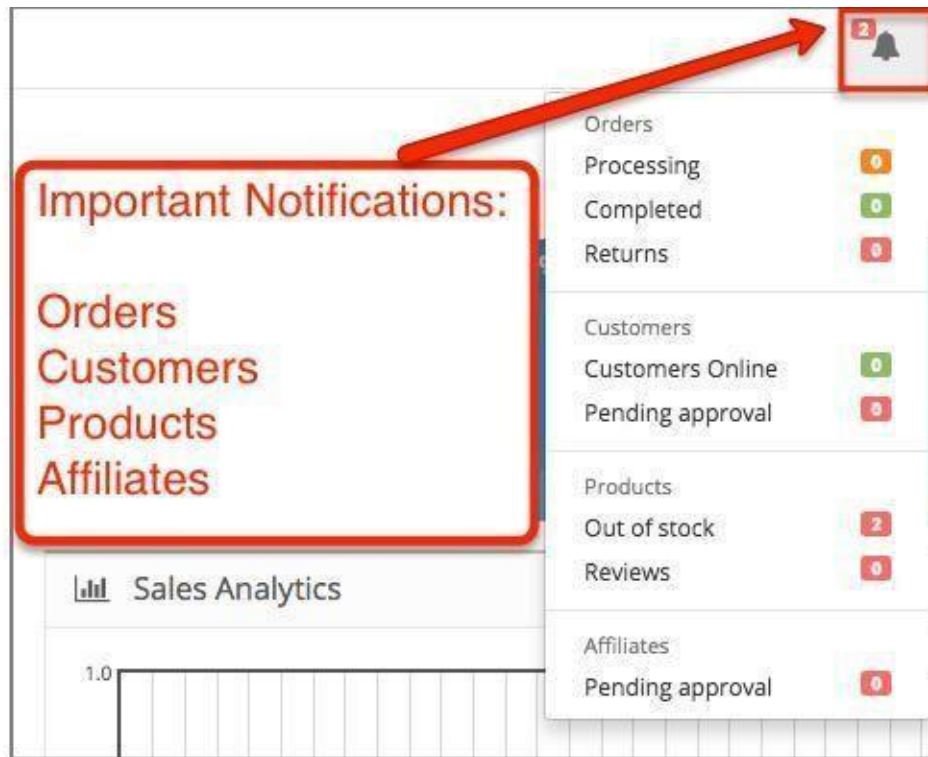 2
Important Notifications:
Orders
Customers
Products
Affiliates
Orders
Processing 0
Completed 0
Returns 0
Customers
Customers Online 0
Pending approval 0
Products
Out of stock 2
Reviews 0
Affiliates
Pending approval 0
Sales Analytics
1.0